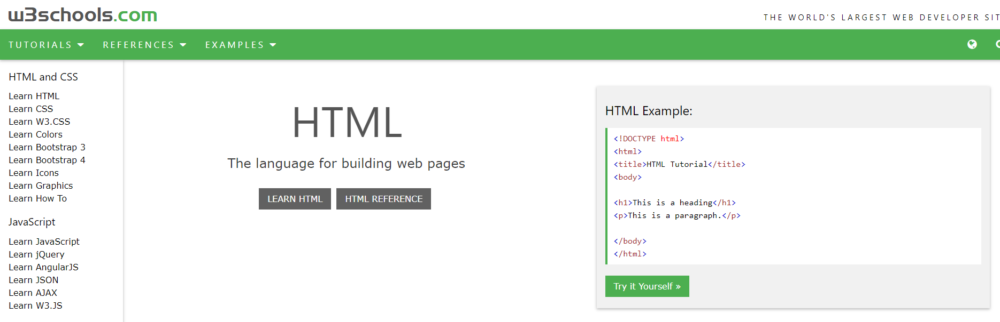 w3schools.com
THE WORLD'S LARGEST WEB DEVELOPER SIT
TUTORIALS REFERENCES EXAMPLES
HTML and CSS
Learn HTML
Learn CSS
Learn W3.CSS
Learn Colors
Learn Bootstrap 3
Learn Bootstrap 4
Learn Icons
Learn Graphics
Learn How To
JavaScript
Learn JavaScript
Learn jQuery
Learn AngularJS
Learn JSON
Learn AJAX
Learn W3.JS
HTML
The language for building web pages
LEARN HTML HTML REFERENCE
HTML Example:
<!DOCTYPE html>
<html>
<title>HTML Tutorial</title>
<body>
<h1>This is a heading</h1>
<p>This is a paragraph.</p>
</body>
</html>
Try it Yourself »